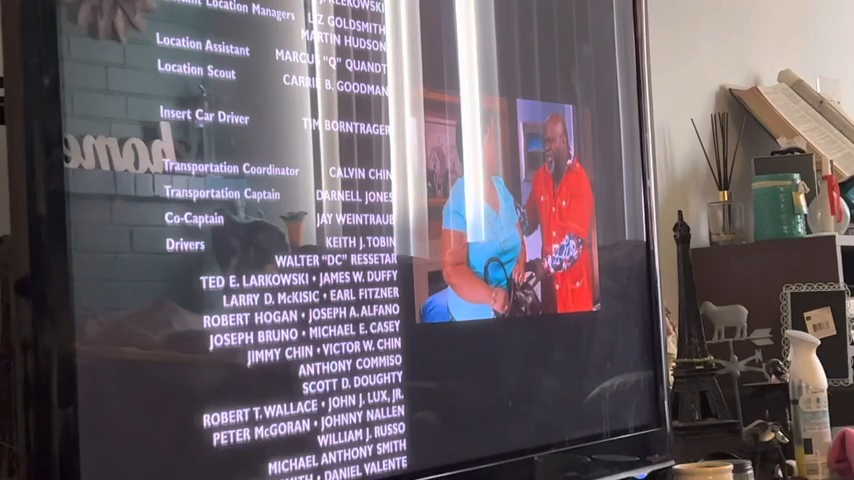 Location Managers
LIZ GOLDSMITH
MARTIN HUDSON
Location Assistant MARCUS "Q" QUANDT
Location Scout CARRIE B. GOODMAN
Insert Car Driver TIM BORNTRAGER
home
Transportation Coordinator CALVIN CHIN
Transportation Captain DARNELL JONES
Co-Captain JAY WEINTRAUB
Drivers KEITH J. TOBIN
WALTER "DC" RESSETAR
TED E. LARKOWSKI • JAMES W. DUFFY
LARRY D. McKISIC • EARL FITZNER
ROBERT HOGAN • JOSEPH A. ALFANO
JOSEPH BRUNO • MICHAEL E. CASEY
JIMMY CHIN • VICTOR W. CHIN
ANTHONY COMMISO
SCOTT D. DOUGHTY
ROBERT T. WALLACE • JOHN J. LUX, JR.
PETER McGORAN • JOHNNY NALLEN
WILLIAM J. RUSSO
MICHAEL ANTHONY SMITH
SMITH • DANIEL VALENTE